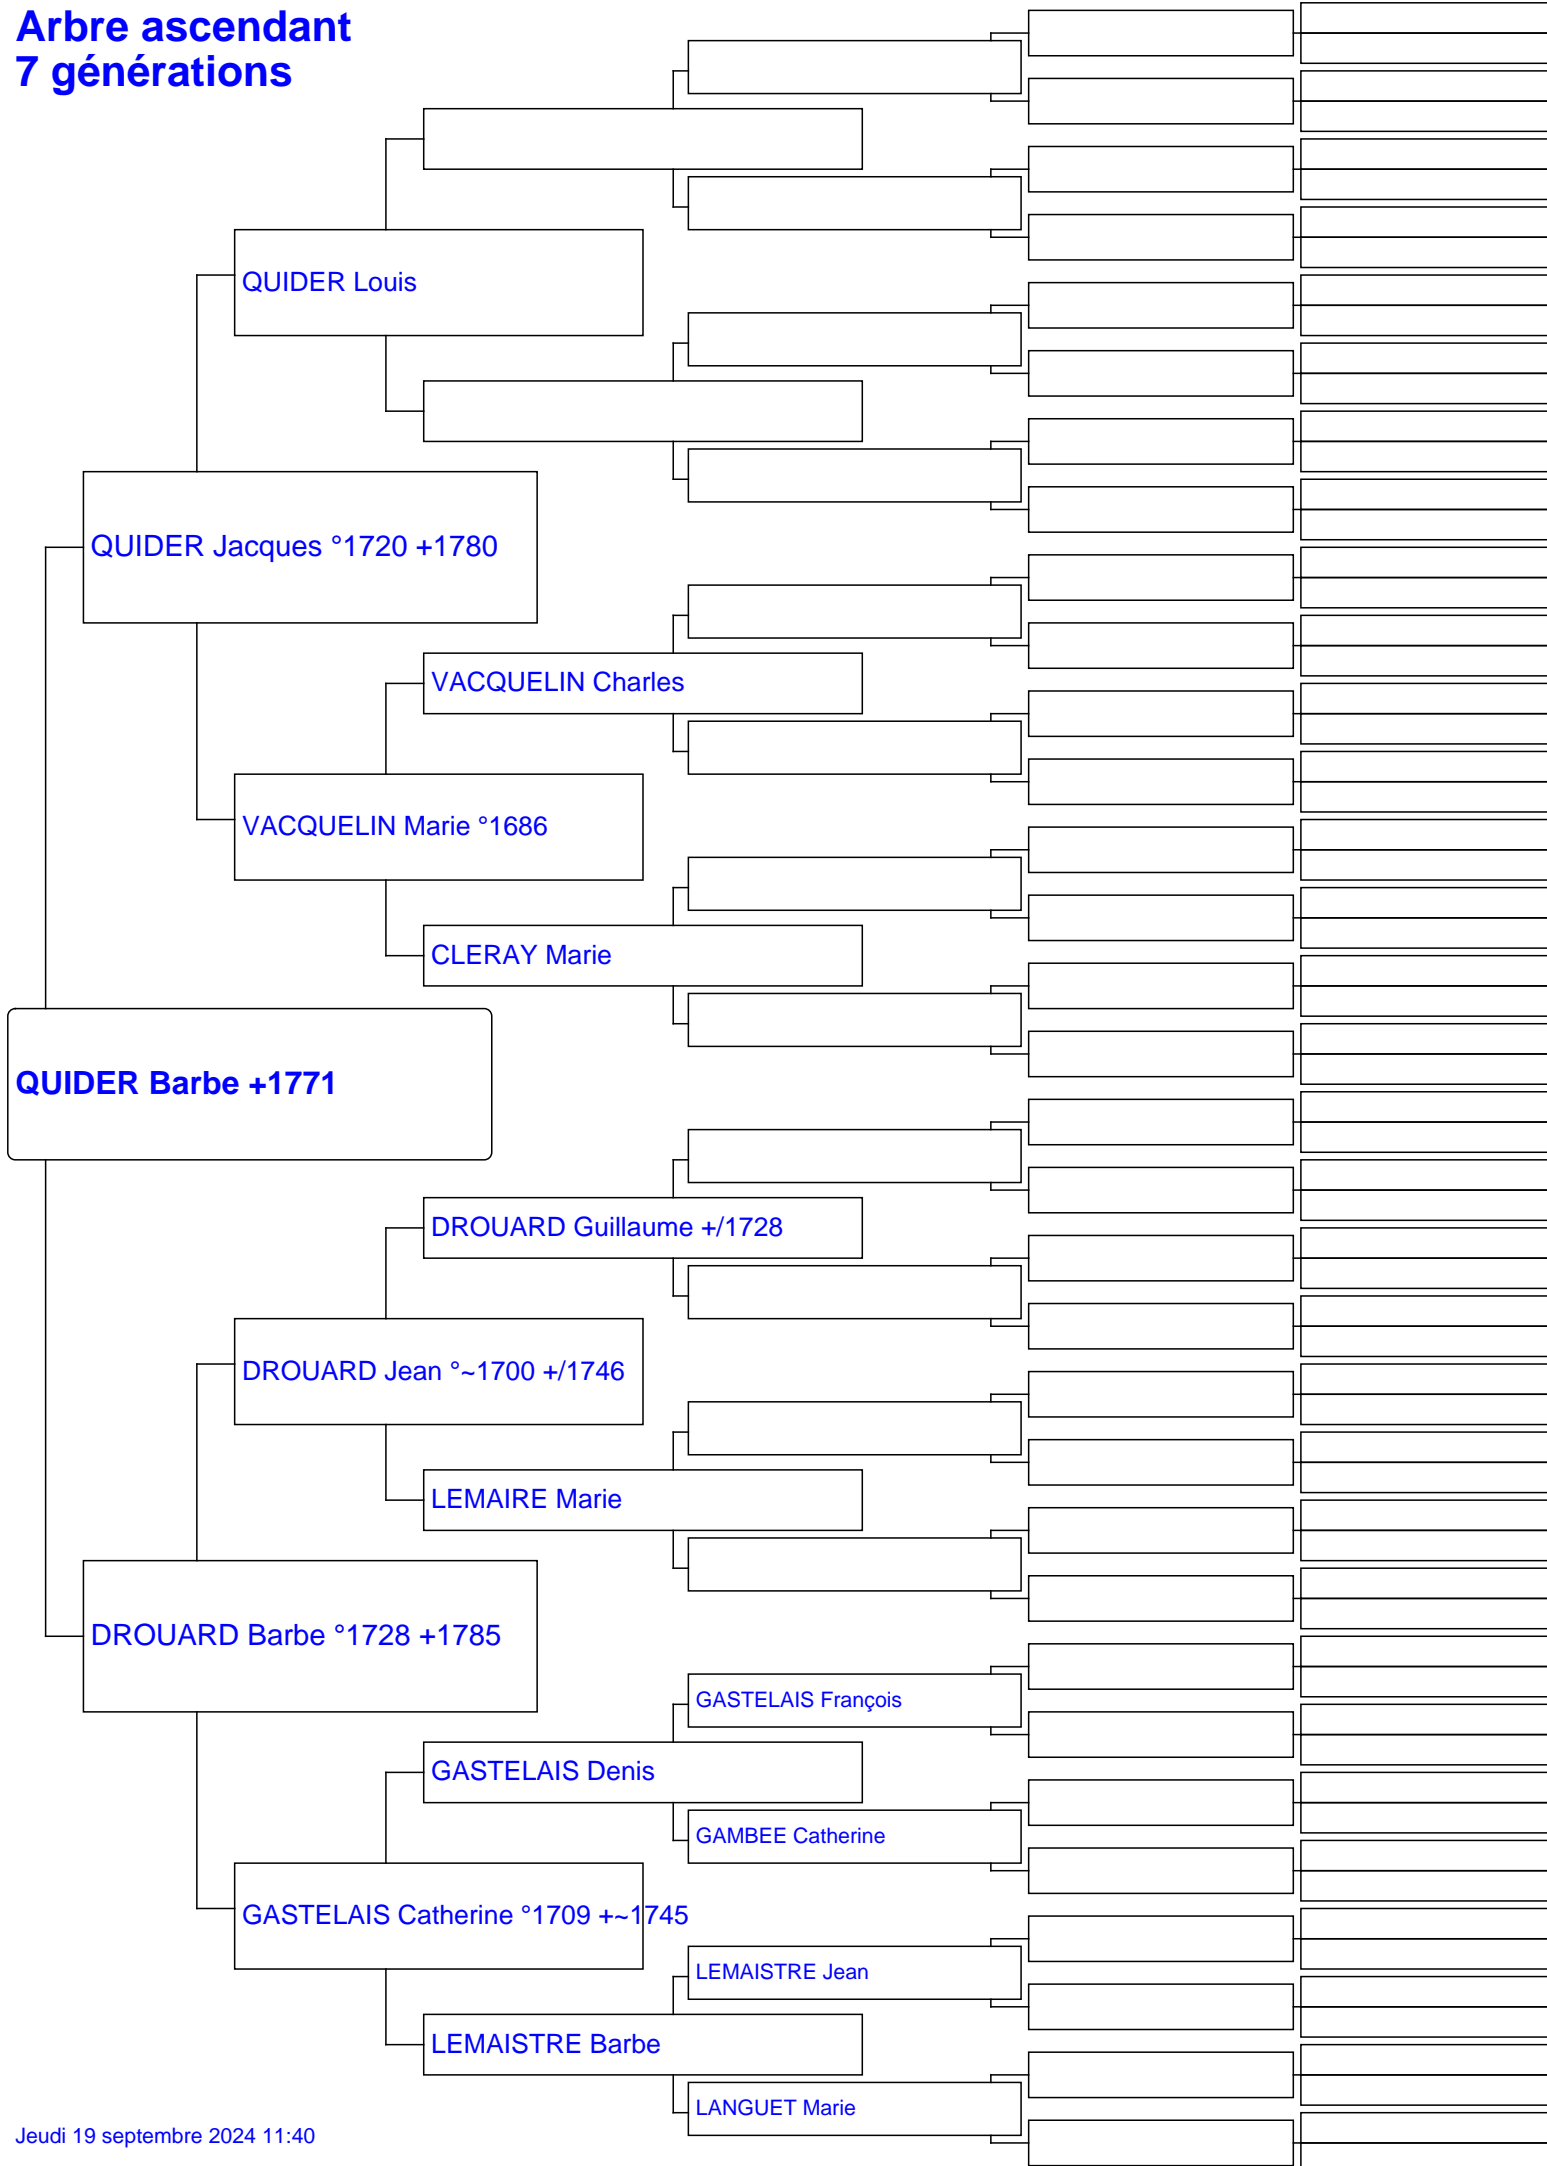 Arbre ascendant
7 générations
QUIDER Louis
QUIDER Jacques °1720 +1780
VACQUELIN Charles
VACQUELIN Marie °1686
CLERAY Marie
QUIDER Barbe +1771
DROUARD Guillaume +/1728
DROUARD Jean °~1700 +/1746
LEMAIRE Marie
DROUARD Barbe °1728 +1785
GASTELAIS François
GASTELAIS Denis
GAMBEE Catherine
GASTELAIS Catherine °1709 +~1745
LEMAISTRE Jean
LEMAISTRE Barbe
LANGUET Marie
Jeudi 19 septembre 2024 11:40